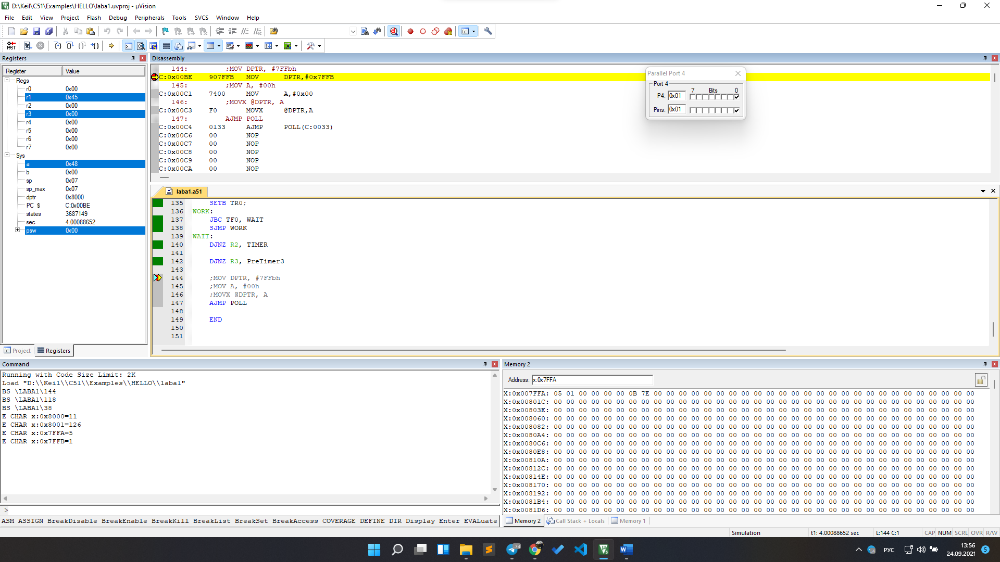 D:\Keil\C51\Examples\HELLO\laba1.uvproj - µVision
File Edit View Project Flash Debug Peripherals Tools SVCS Window Help
Registers
Register Value
Regs
r0 0x00
r1 0x45
r2 0x00
r3 0x00
r4 0x00
r5 0x00
r6 0x00
r7 0x00
Sys
a 0x48
b 0x00
sp 0x07
sp_max 0x07
dptr 0x8000
PC $ C:0x00BE
states 3687149
sec 4.00088652
psw 0x00
Project Registers
Disassembly
144: ;MOV DPTR, #7FFbh
C:0x00BE 907FFB MOV DPTR,#0x7FFB
145: ;MOV A, #00h
C:0x00C1 7400 MOV A,#0x00
146: ;MOVX @DPTR, A
C:0x00C3 F0 MOVX @DPTR,A
147: AJMP POLL
C:0x00C4 0133 AJMP POLL(C:0033)
C:0x00C6 00 NOP
C:0x00C7 00 NOP
C:0x00C8 00 NOP
C:0x00C9 00 NOP
C:0x00CA 00 NOP
Parallel Port 4
Port 4
7 Bits 0
P4: 0x01
Pins: 0x01
laba1.a51
135 SETB TR0;
136 WORK:
137 JBC TF0, WAIT
138 SJMP WORK
139 WAIT:
140 DJNZ R2, TIMER
141
142 DJNZ R3, PreTimer3
143
144 ;MOV DPTR, #7FFbh
145 ;MOV A, #00h
146 ;MOVX @DPTR, A
147 AJMP POLL
148
149 END
150
151
Command
Running with Code Size Limit: 2K
Load "D:\\Keil\\C51\\Examples\\HELLO\\laba1"
BS \LABA1\144
BS \LABA1\118
BS \LABA1\38
E CHAR x:0x8000=11
E CHAR x:0x8001=126
E CHAR x:0x7FFA=5
E CHAR x:0x7FFB=1
>
ASM ASSIGN BreakDisable BreakEnable BreakKill BreakList BreakSet BreakAccess COVERAGE DEFINE DIR Display Enter EVALuate
Memory 2
Address: x:0x7FFA
X:0x007FFA: 05 01 00 00 00 00 0B 7E 00 00 00 00 00 00 00 00 00 00 00 00 00 00 00 00 00 00 00 00 00 00 00 00 00 00
X:0x00801C: 00 00 00 00 00 00 00 00 00 00 00 00 00 00 00 00 00 00 00 00 00 00 00 00 00 00 00 00 00 00 00 00 00 00
X:0x00803E: 00 00 00 00 00 00 00 00 00 00 00 00 00 00 00 00 00 00 00 00 00 00 00 00 00 00 00 00 00 00 00 00 00 00
X:0x008060: 00 00 00 00 00 00 00 00 00 00 00 00 00 00 00 00 00 00 00 00 00 00 00 00 00 00 00 00 00 00 00 00 00 00
X:0x008082: 00 00 00 00 00 00 00 00 00 00 00 00 00 00 00 00 00 00 00 00 00 00 00 00 00 00 00 00 00 00 00 00 00 00
X:0x0080A4: 00 00 00 00 00 00 00 00 00 00 00 00 00 00 00 00 00 00 00 00 00 00 00 00 00 00 00 00 00 00 00 00 00 00
X:0x0080C6: 00 00 00 00 00 00 00 00 00 00 00 00 00 00 00 00 00 00 00 00 00 00 00 00 00 00 00 00 00 00 00 00 00 00
X:0x0080E8: 00 00 00 00 00 00 00 00 00 00 00 00 00 00 00 00 00 00 00 00 00 00 00 00 00 00 00 00 00 00 00 00 00 00
X:0x00810A: 00 00 00 00 00 00 00 00 00 00 00 00 00 00 00 00 00 00 00 00 00 00 00 00 00 00 00 00 00 00 00 00 00 00
X:0x00812C: 00 00 00 00 00 00 00 00 00 00 00 00 00 00 00 00 00 00 00 00 00 00 00 00 00 00 00 00 00 00 00 00 00 00
X:0x00814E: 00 00 00 00 00 00 00 00 00 00 00 00 00 00 00 00 00 00 00 00 00 00 00 00 00 00 00 00 00 00 00 00 00 00
X:0x008170: 00 00 00 00 00 00 00 00 00 00 00 00 00 00 00 00 00 00 00 00 00 00 00 00 00 00 00 00 00 00 00 00 00 00
X:0x008192: 00 00 00 00 00 00 00 00 00 00 00 00 00 00 00 00 00 00 00 00 00 00 00 00 00 00 00 00 00 00 00 00 00 00
X:0x0081B4: 00 00 00 00 00 00 00 00 00 00 00 00 00 00 00 00 00 00 00 00 00 00 00 00 00 00 00 00 00 00 00 00 00 00
X:0x0081D6: 00 00 00 00 00 00 00 00 00 00 00 00 00 00 00 00 00 00 00 00 00 00 00 00 00 00 00 00 00 00 00 00 00 00
Memory 2 Call Stack + Locals Memory 1
Simulation t1: 4.00088652 sec L:144 C:1 CAP NUM SCRL OVR R/W
74
РУС
13:56
24.09.2021
5